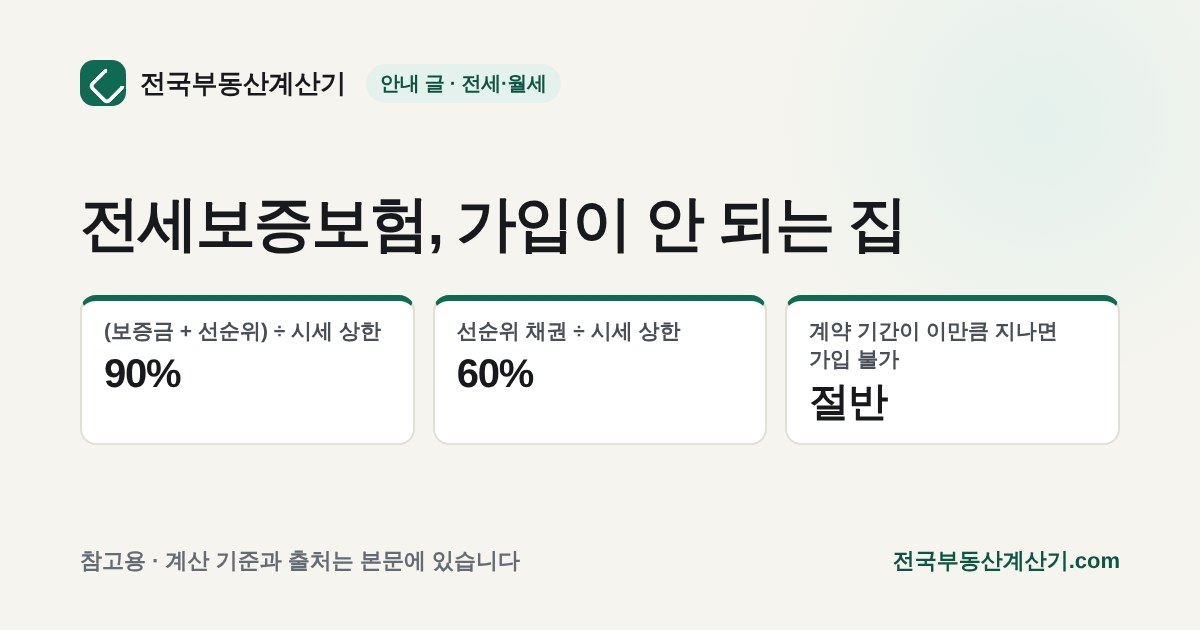 전국부동산계산기
안내 글 · 전세·월세
전세보증보험, 가입이 안 되는 집
(보증금 + 선순위) ÷ 시세 상한
90%
선순위 채권 ÷ 시세 상한
60%
계약 기간이 이만큼 지나면
가입 불가
절반
참고용 · 계산 기준과 출처는 본문에 있습니다
전국부동산계산기.com